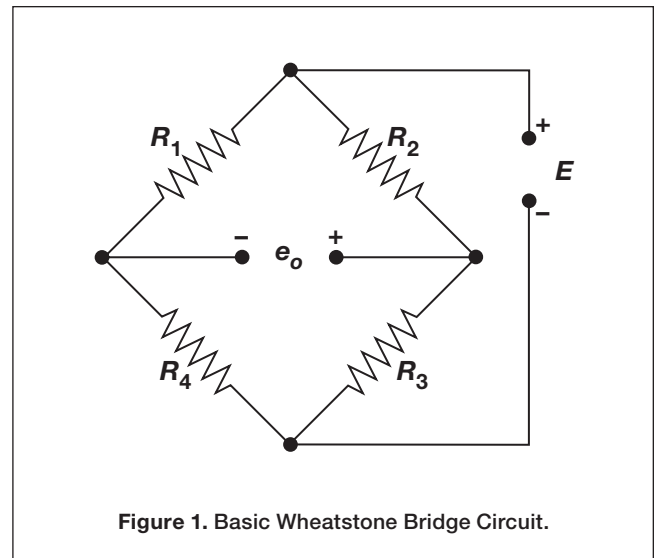 +
R₁
R₂
E
−
− eₒ +
R₄
R₃
Figure 1. Basic Wheatstone Bridge Circuit.